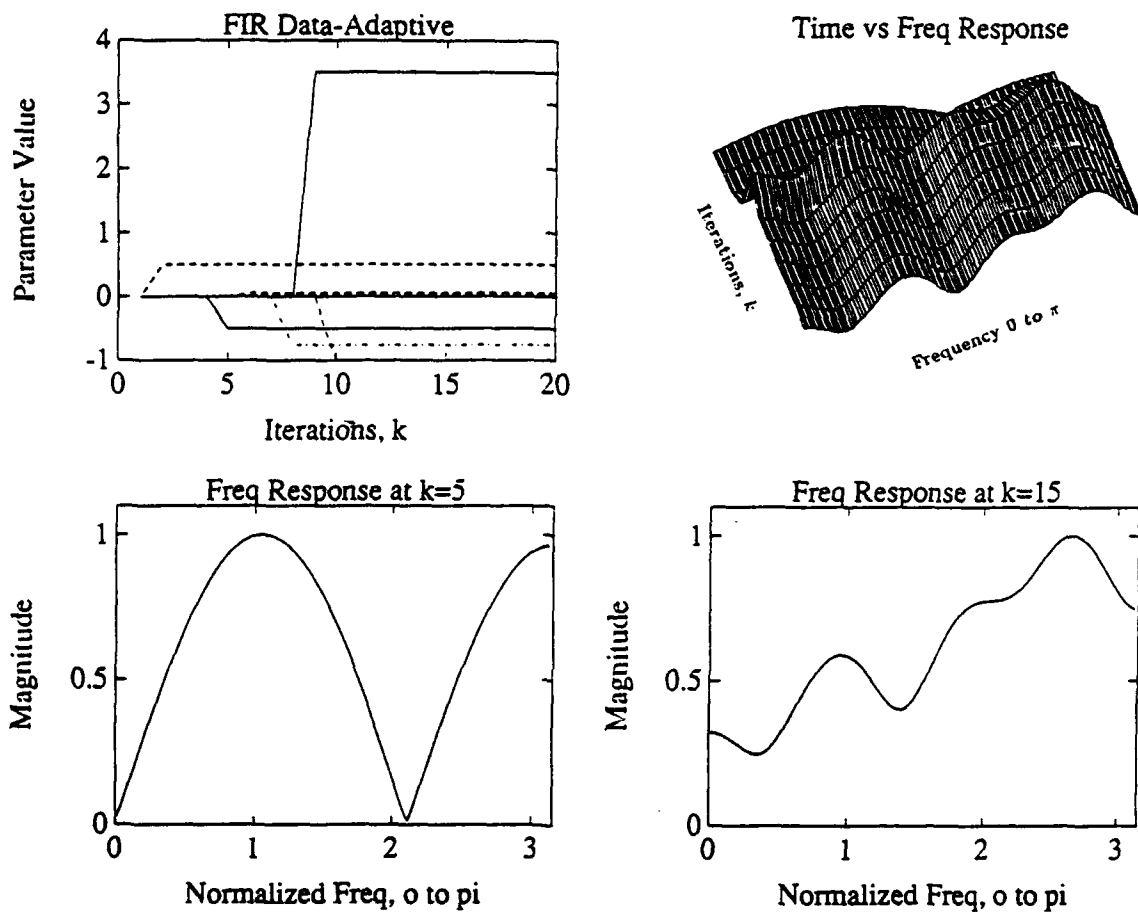 FIR Data-Adaptive
4
3
2
1
0
-1
Parameter Value
0
5
10
15
20
Iterations, k
Time vs Freq Response
Iterations, k
Frequency 0 to π
Freq Response at k=5
1
0.5
0
Magnitude
0
1
2
3
Normalized Freq, o to pi
Freq Response at k=15
1
0.5
0
Magnitude
0
1
2
3
Normalized Freq, o to pi